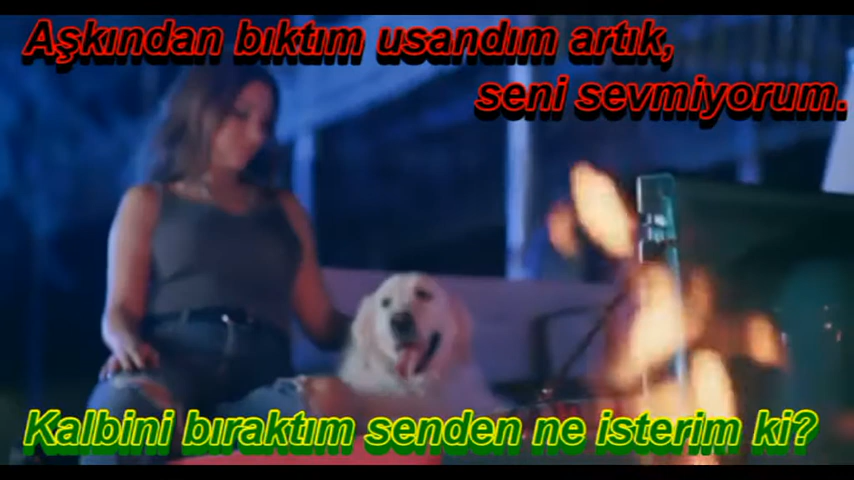 Aşkından bıktım usandım artık,
seni sevmiyorum.
Kalbini bıraktım senden ne isterim ki?